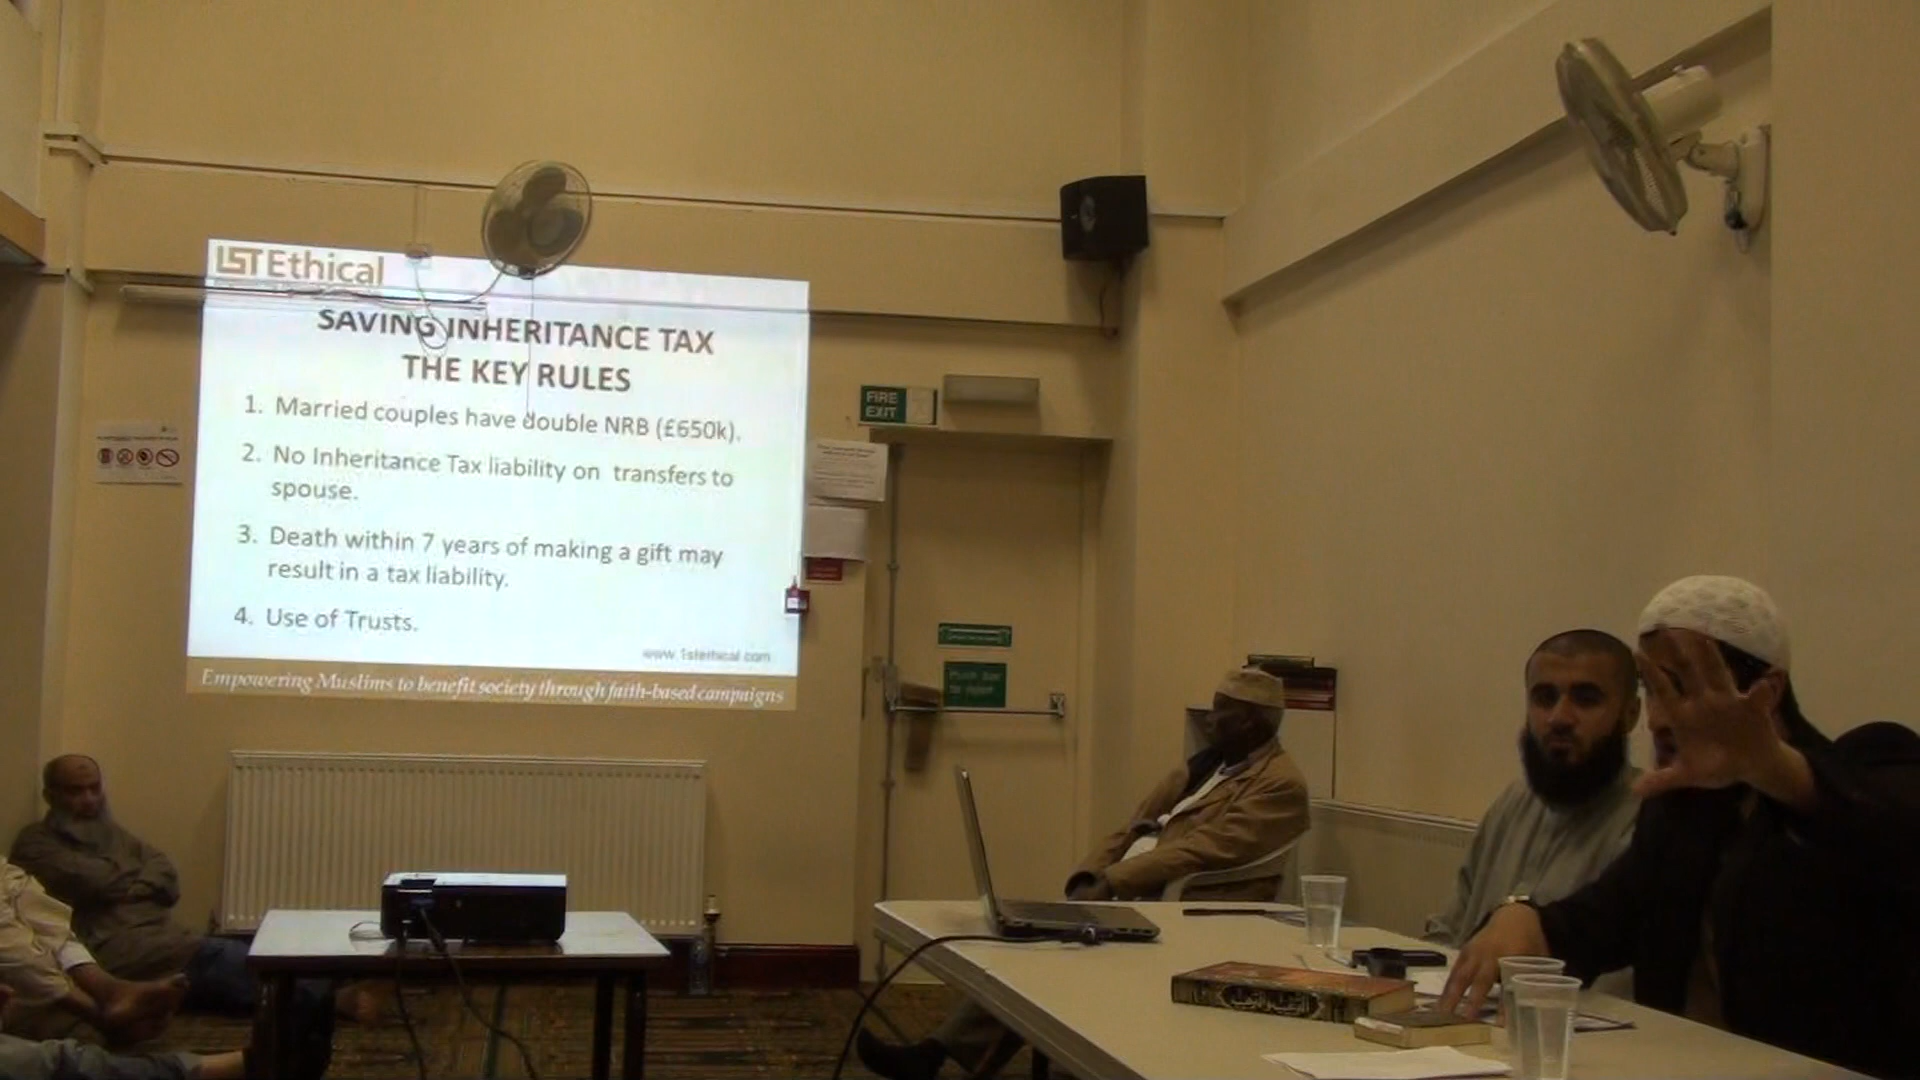 1ST Ethical
SAVING INHERITANCE TAX
THE KEY RULES
1. Married couples have double NRB (£650k).
2. No Inheritance Tax liability on transfers to
spouse.
3. Death within 7 years of making a gift may
result in a tax liability.
4. Use of Trusts.
www.1stethical.com
Empowering Muslims to benefit society through faith-based campaigns
FIRE
EXIT